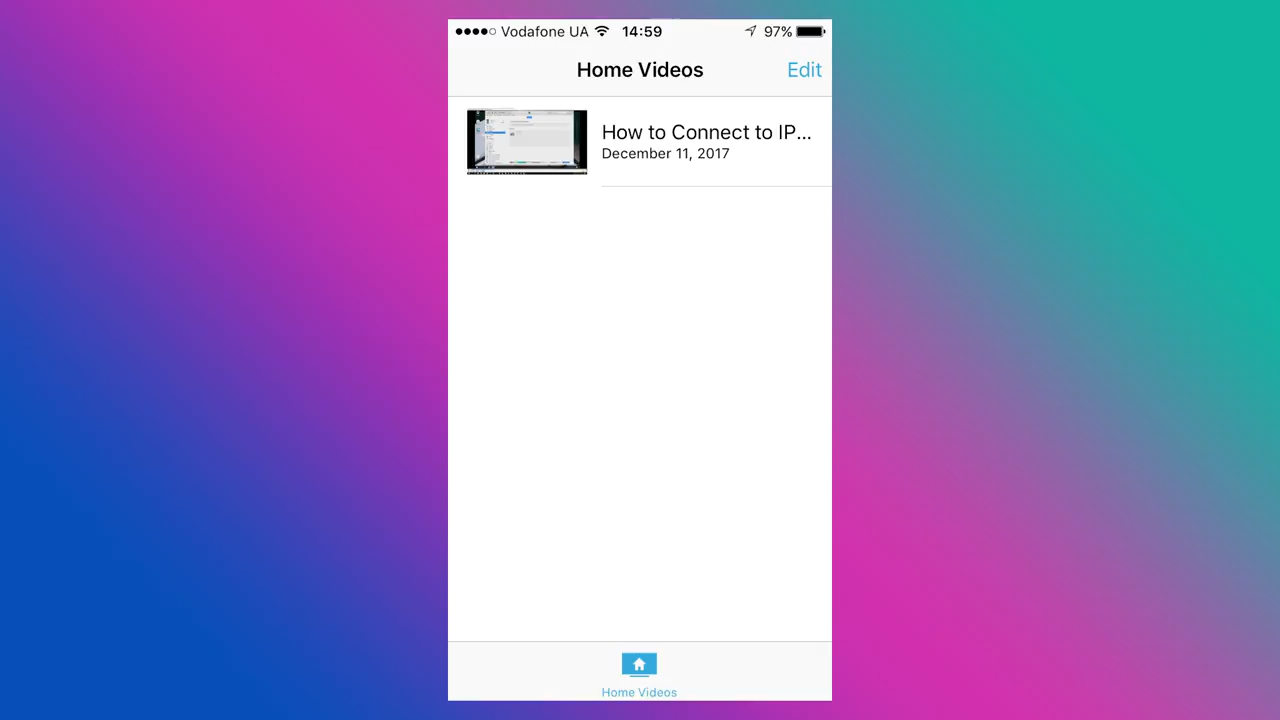 Vodafone UA 14:59 97%
Home Videos Edit
How to Connect to IP...
December 11, 2017
Home Videos